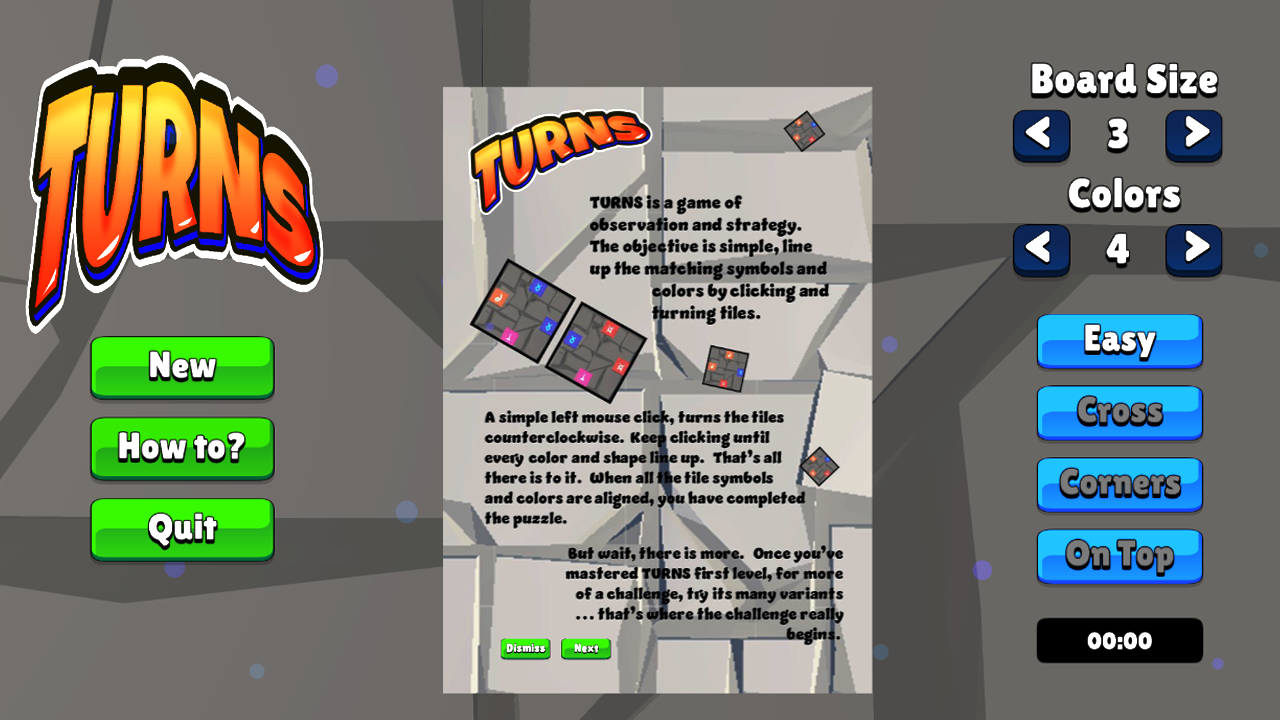 TURNS
New
How to?
Quit
TURNS
TURNS is a game of
observation and strategy.
The objective is simple, line
up the matching symbols and
colors by clicking and
turning tiles.
A simple left mouse click, turns the tiles
counterclockwise. Keep clicking until
every color and shape line up. That's all
there is to it. When all the tile symbols
and colors are aligned, you have completed
the puzzle.
But wait, there is more. Once you've
mastered TURNS first level, for more
of a challenge, try its many variants
... that's where the challenge really
begins.
Dismiss
Next
Board Size
< 3 >
Colors
< 4 >
Easy
Cross
Corners
On Top
00:00